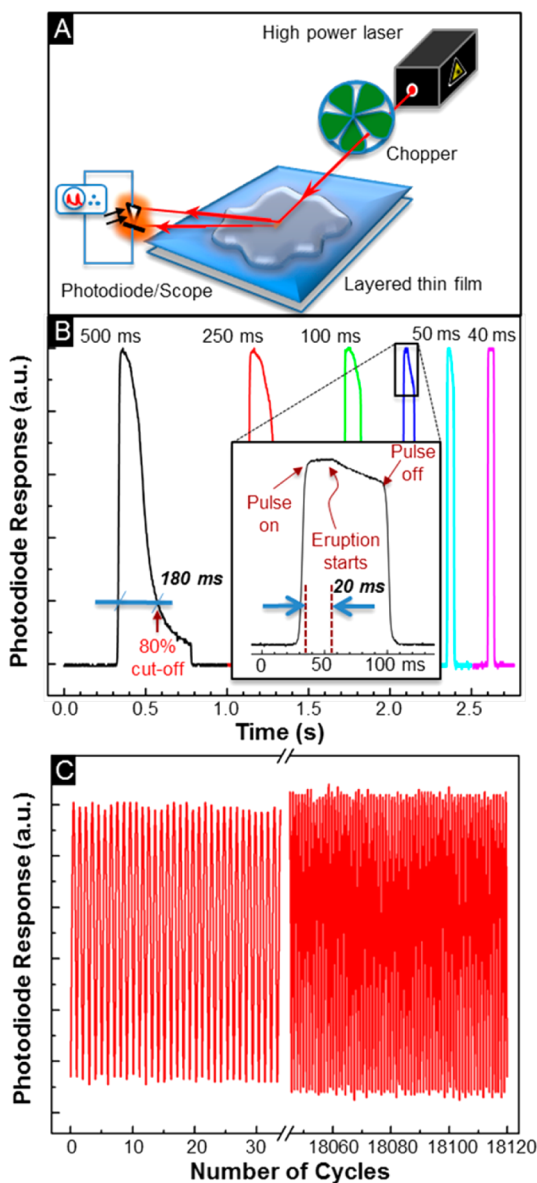 A
High power laser
Chopper
Layered thin film
Photodiode/Scope
B
500 ms
250 ms
100 ms
50 ms
40 ms
Photodiode Response (a.u.)
180 ms
80%
cut-off
Pulse
on
Eruption
starts
Pulse
off
20 ms
0
50
100
ms
0.0
0.5
1.0
1.5
2.0
2.5
Time (s)
C
Photodiode Response (a.u.)
0
10
20
30
18060
18080
18100
18120
Number of Cycles